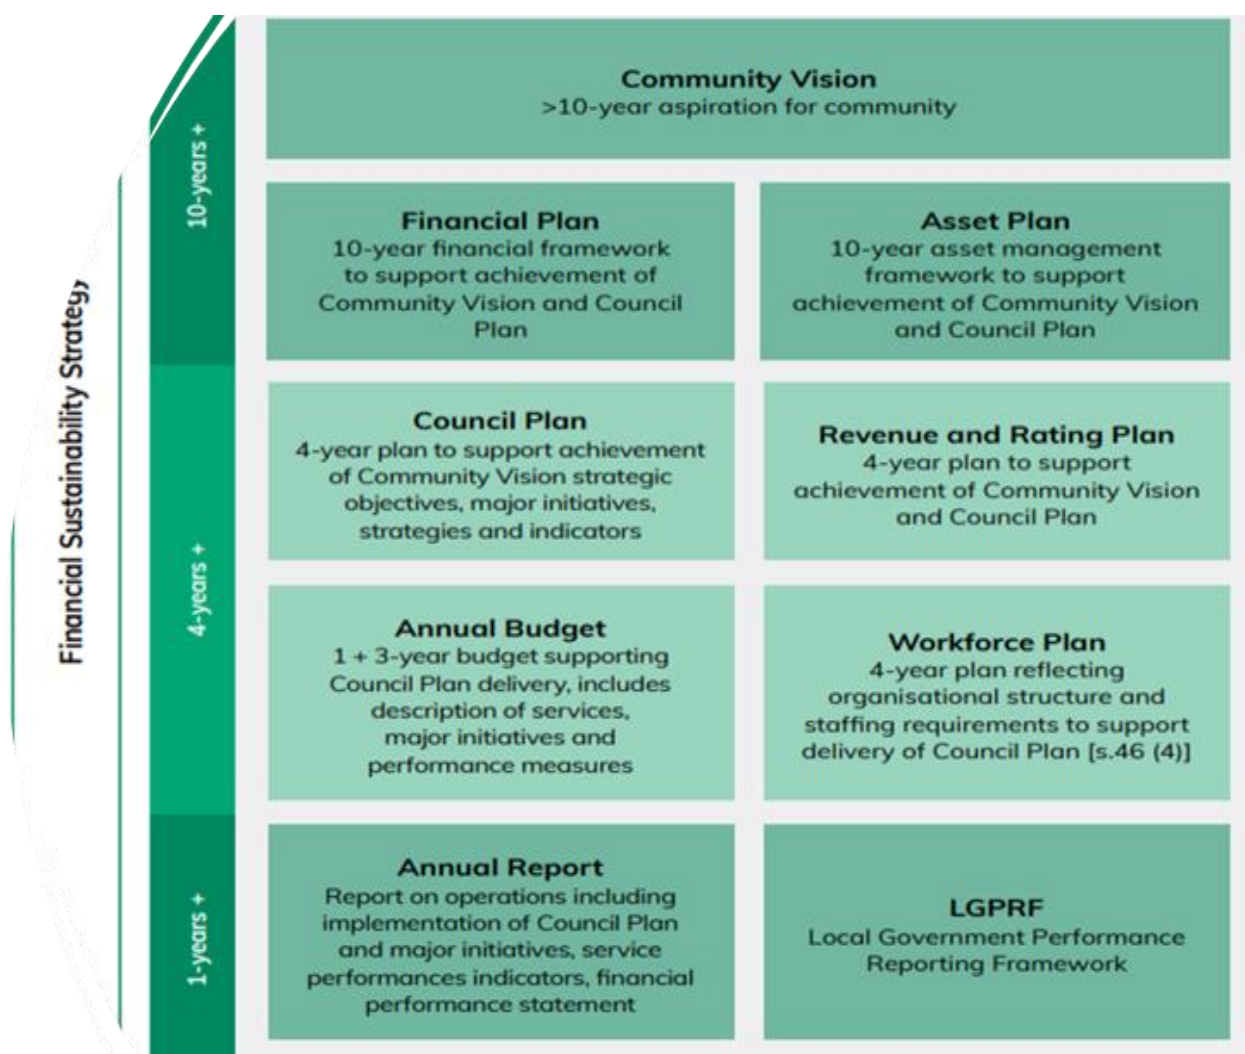 Financial Sustainability Strategy
10-years +
Community Vision
>10-year aspiration for community
Financial Plan
10-year financial framework
to support achievement of
Community Vision and Council
Plan
Asset Plan
10-year asset management
framework to support
achievement of Community Vision
and Council Plan
4-years +
Council Plan
4-year plan to support achievement
of Community Vision strategic
objectives, major initiatives,
strategies and indicators
Revenue and Rating Plan
4-year plan to support
achievement of Community Vision
and Council Plan
Annual Budget
1 + 3-year budget supporting
Council Plan delivery, includes
description of services,
major initiatives and
performance measures
Workforce Plan
4-year plan reflecting
organisational structure and
staffing requirements to support
delivery of Council Plan [s.46 (4)]
1-years +
Annual Report
Report on operations including
implementation of Council Plan
and major initiatives, service
performances indicators, financial
performance statement
LGPRF
Local Government Performance
Reporting Framework